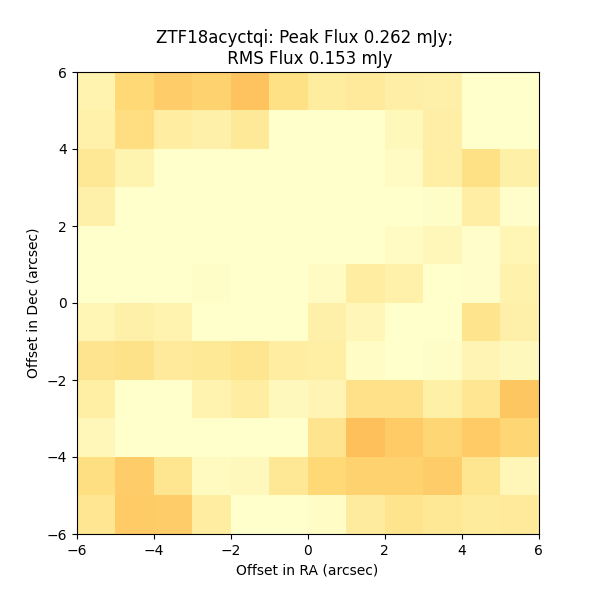 ZTF18acyctqi: Peak Flux 0.262 mJy;
RMS Flux 0.153 mJy
6
4
2
0
−2
−4
−6
Offset in Dec (arcsec)
−6 −4 −2 0 2 4 6
Offset in RA (arcsec)